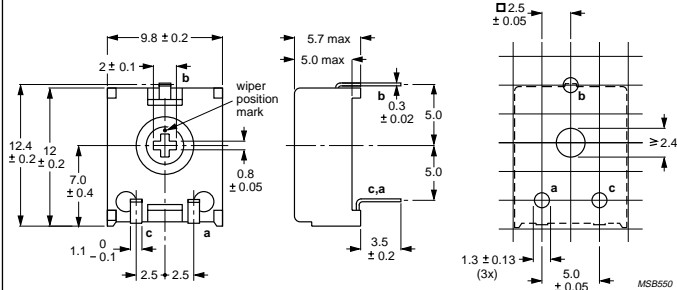 9.8 ± 0.2
2 ± 0.1
b
wiper
position
mark
12.4
± 0.2
12
± 0.2
7.0
± 0.4
0.8
± 0.05
c
a
0
1.1 – 0.1
2.5
2.5
5.7 max
5.0 max
b
0.3
± 0.02
5.0
5.0
c,a
3.5
± 0.2
2.5
± 0.05
b
≥ 2.4
a
c
1.3 ± 0.13
(3x)
5.0
± 0.05
MSB550